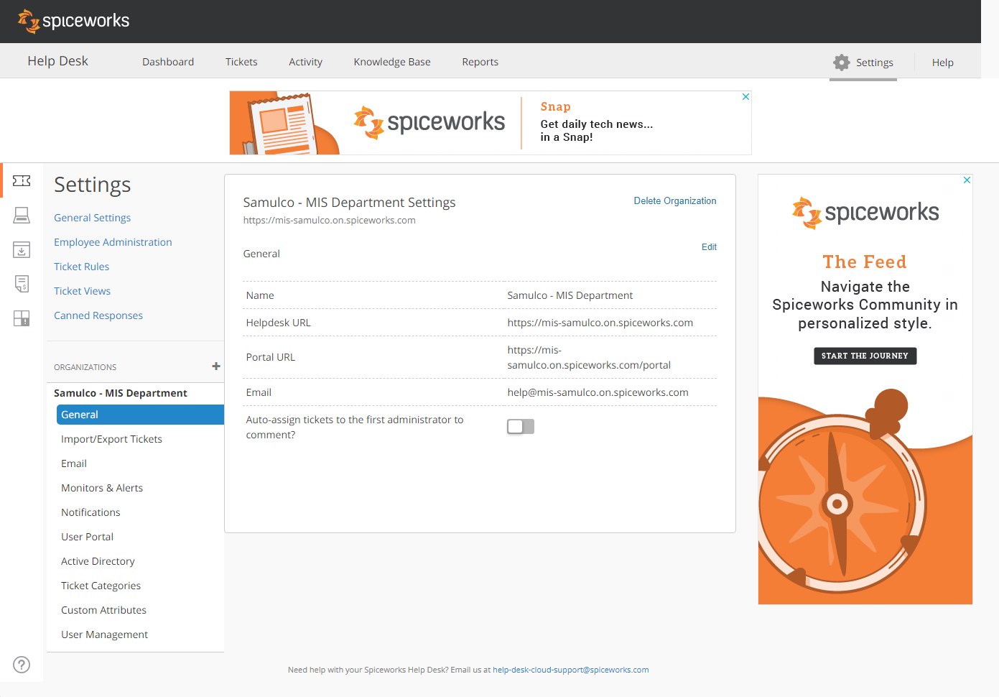 spiceworks
Help Desk
Dashboard
Tickets
Activity
Knowledge Base
Reports
Settings
Help
spiceworks
Snap
Get daily tech news...
in a Snap!
Settings
General Settings
Employee Administration
Ticket Rules
Ticket Views
Canned Responses
ORGANIZATIONS
Samulco - MIS Department
General
Import/Export Tickets
Email
Monitors & Alerts
Notifications
User Portal
Active Directory
Ticket Categories
Custom Attributes
User Management
Samulco - MIS Department Settings
Delete Organization
https://mis-samulco.on.spiceworks.com
General
Edit
Name
Samulco - MIS Department
Helpdesk URL
https://mis-samulco.on.spiceworks.com
Portal URL
https://mis-
samulco.on.spiceworks.com/portal
Email
help@mis-samulco.on.spiceworks.com
Auto-assign tickets to the first administrator to
comment?
spiceworks
The Feed
Navigate the
Spiceworks Community in
personalized style.
START THE JOURNEY
Need help with your Spiceworks Help Desk? Email us at help-desk-cloud-support@spiceworks.com